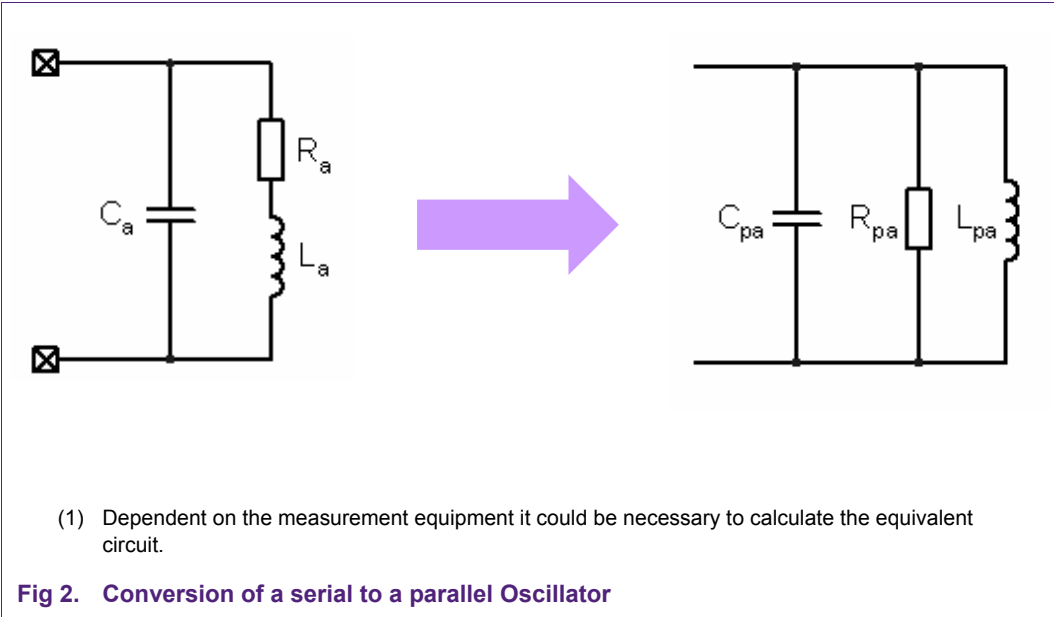 Rₐ
Cₐ
Lₐ
Cₚₐ
Rₚₐ
Lₚₐ
(1) Dependent on the measurement equipment it could be necessary to calculate the equivalent
circuit.
Fig 2. Conversion of a serial to a parallel Oscillator